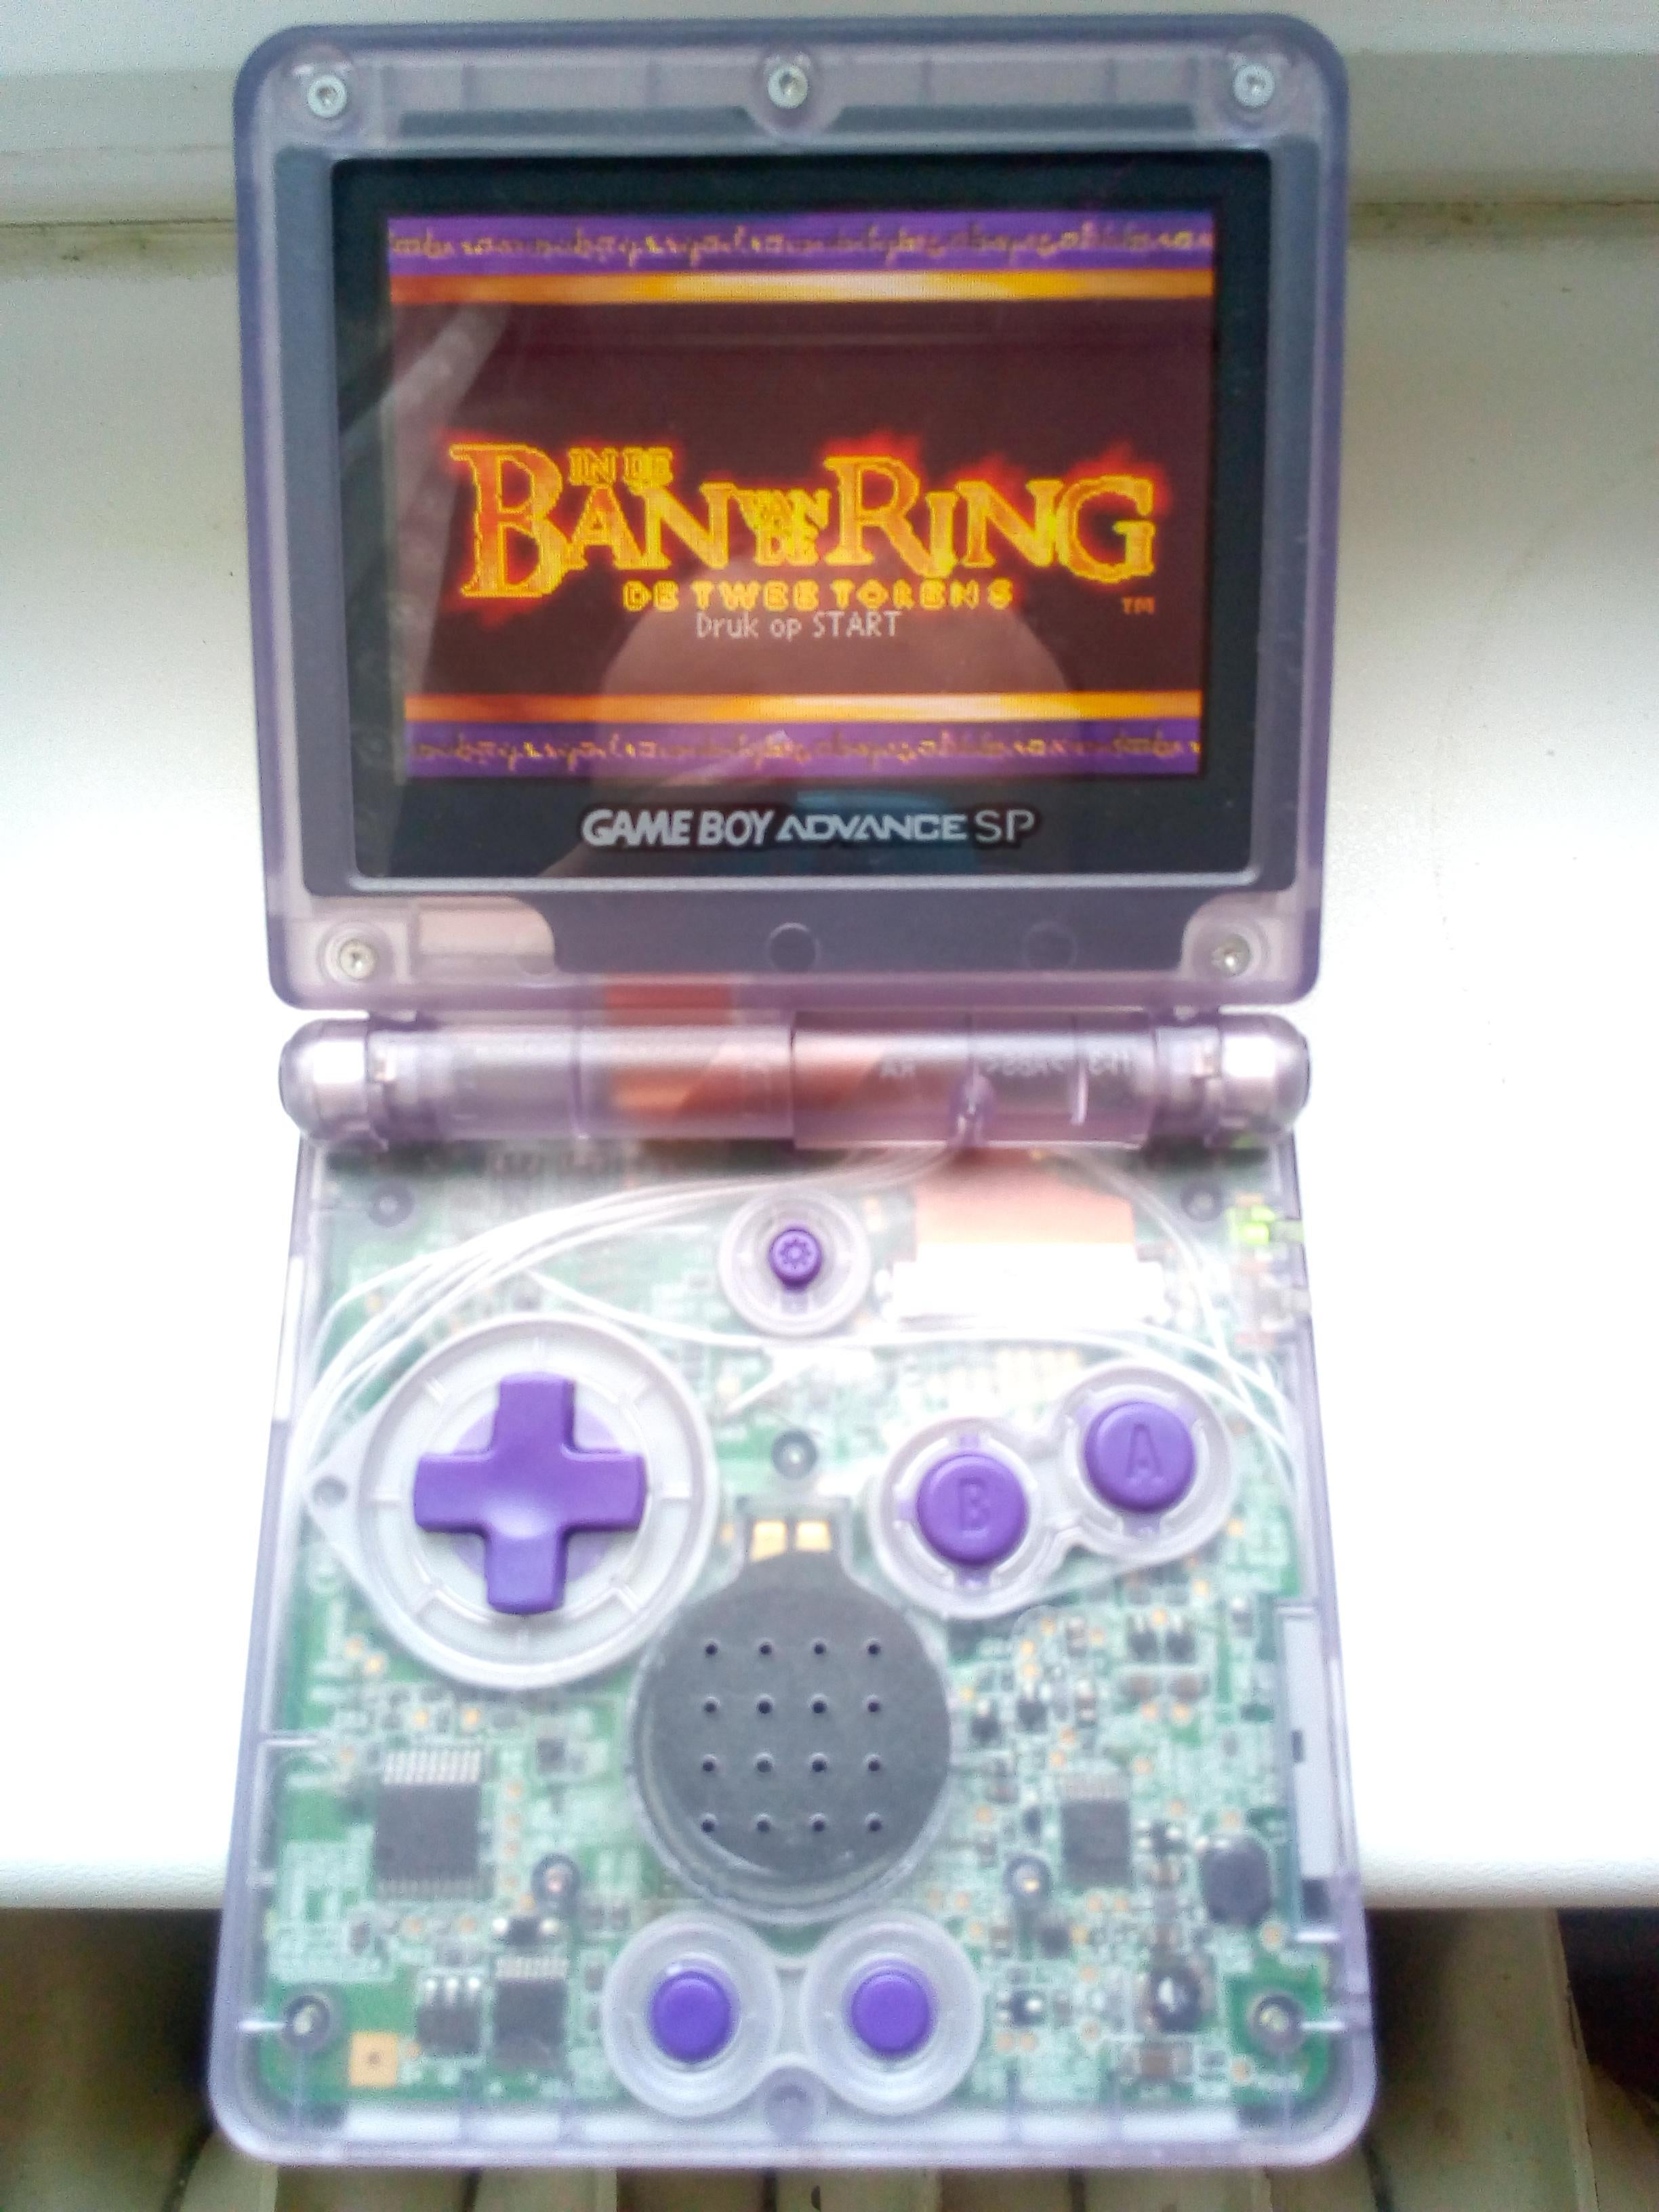 IN DE
BAN VAN DE RING
DE TWEE TORENS
TM
Druk op START
GAME BOY ADVANCE SP
B
A